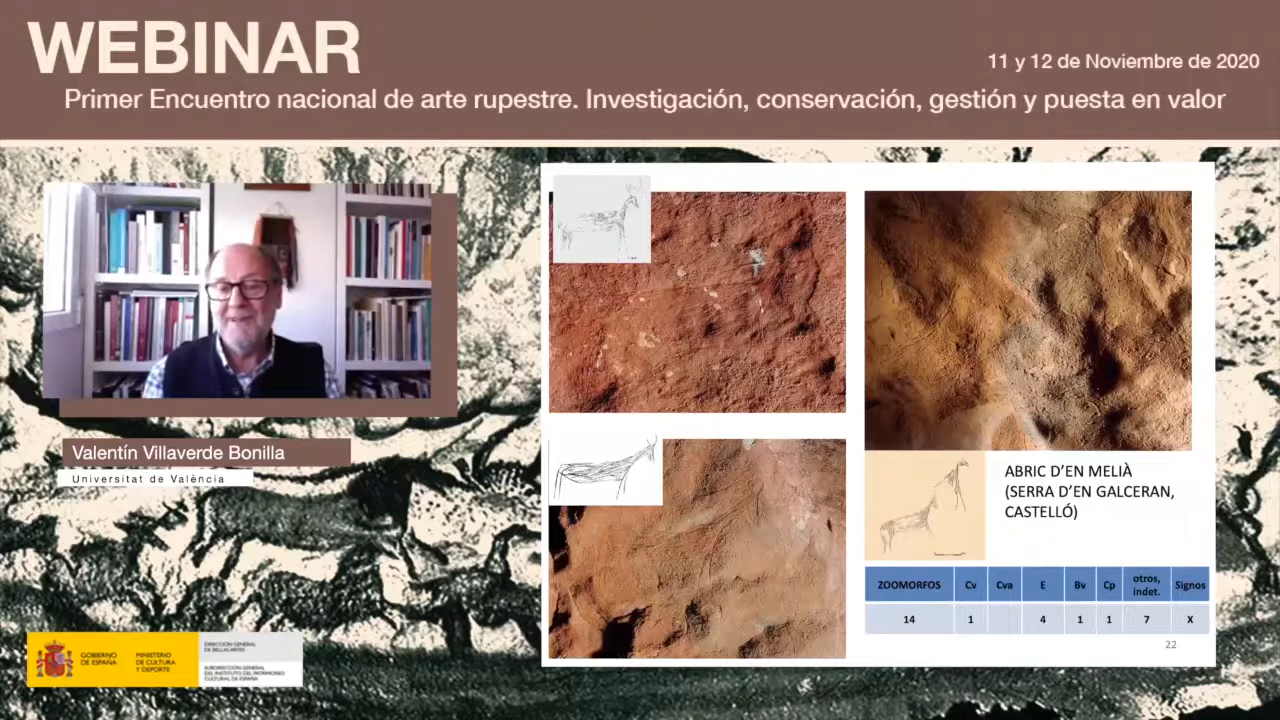 WEBINAR
11 y 12 de Noviembre de 2020
Primer Encuentro nacional de arte rupestre. Investigación, conservación, gestión y puesta en valor
Valentín Villaverde Bonilla
Universitat de València
ABRIC D'EN MELIÀ
(SERRA D'EN GALCERAN,
CASTELLÓ)
ZOOMORFOS Cv Cva E Bv Cp otros, indet. Signos
14 1 4 1 1 7 X
22
GOBIERNO
DE ESPAÑA
MINISTERIO
DE CULTURA
Y DEPORTE
DIRECCIÓN GENERAL
DE BELLAS ARTES
SUBDIRECCIÓN GENERAL
DEL INSTITUTO DEL PATRIMONIO
CULTURAL DE ESPAÑA